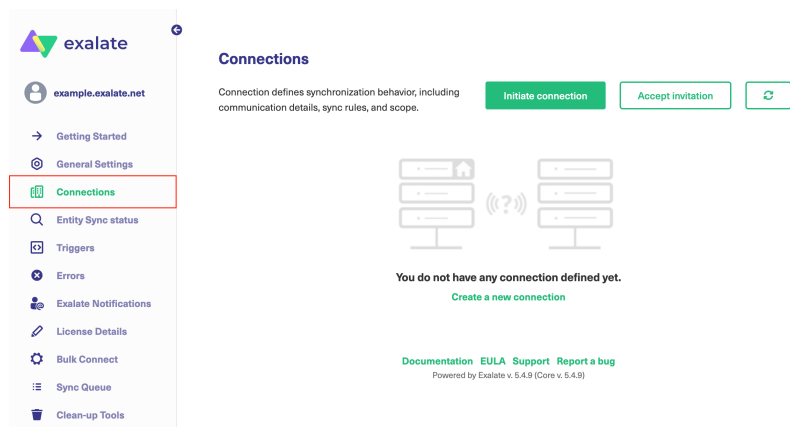 exalate
example.exalate.net
Getting Started
General Settings
Connections
Entity Sync status
Triggers
Errors
Exalate Notifications
License Details
Bulk Connect
Sync Queue
Clean-up Tools
Connections
Connection defines synchronization behavior, including
communication details, sync rules, and scope.
Initiate connection
Accept invitation
((?))
You do not have any connection defined yet.
Create a new connection
Documentation EULA Support Report a bug
Powered by Exalate v. 5.4.9 (Core v. 5.4.9)